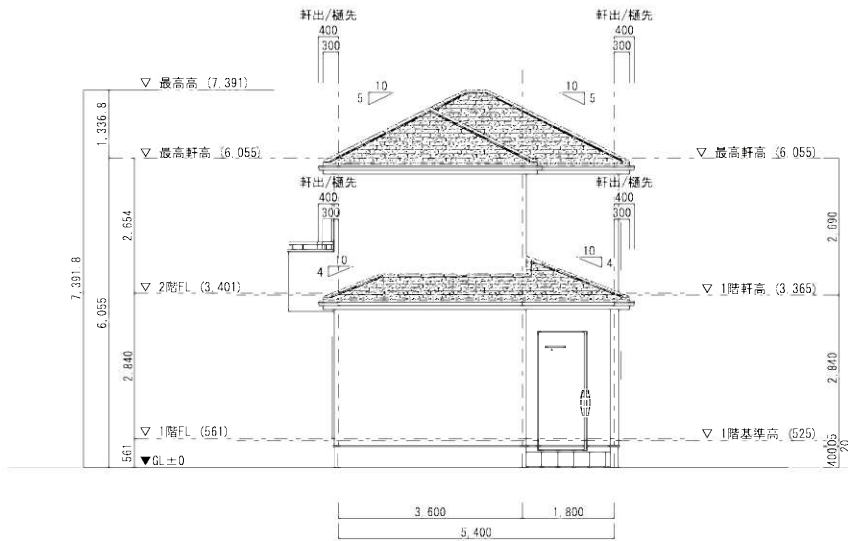 軒出/樋先
400
300
軒出/樋先
400
300
10
5
10
5
▽ 最高高 (7,391)
1,336.8
▽ 最高軒高 (6,055)
▽ 最高軒高 (6,055)
軒出/樋先
400
300
軒出/樋先
400
300
2,654
2,690
10
4
10
4
7,391.8
6,055
▽ 2階FL (3,401)
▽ 1階軒高 (3,365)
2,840
2,840
▽ 1階FL (561)
▽ 1階基準高 (525)
561
▼GL±0
400
05
20
3,600
1,800
5,400